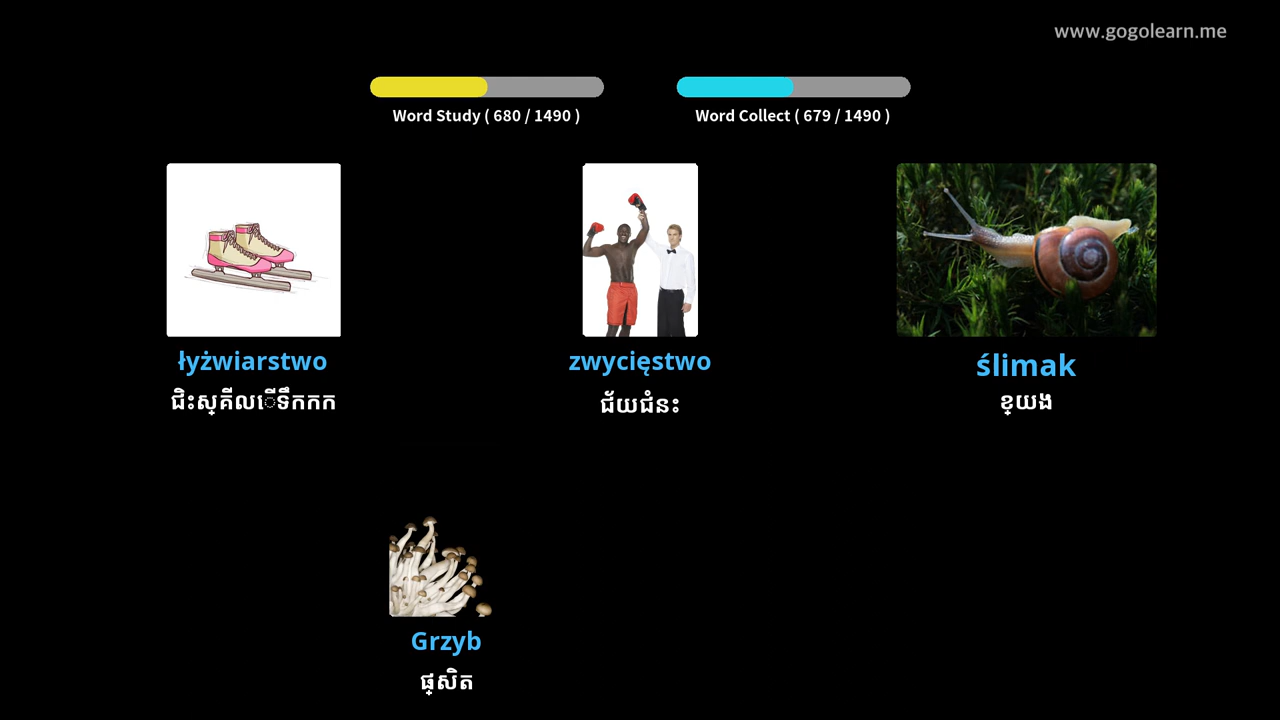 www.gogolearn.me
Word Study ( 680 / 1490 )
Word Collect ( 679 / 1490 )
łyżwiarstwo
ជិះស្គីលើទឹកកក
zwycięstwo
ជ័យជំនះ
ślimak
ខ្យង
Grzyb
ផ្សិត